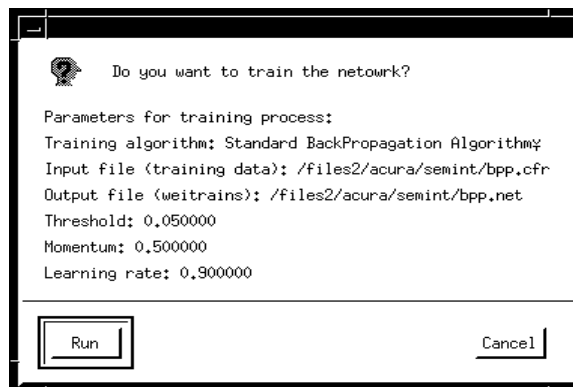 Do you want to train the netowrk?
Parameters for training process:
Training algorithm: Standard BackPropagation Algorithm¥
Input file (training data): /files2/acura/semint/bpp.cfr
Output file (weitrains): /files2/acura/semint/bpp.net
Threshold: 0.050000
Momentum: 0.500000
Learning rate: 0.900000
Run
Cancel